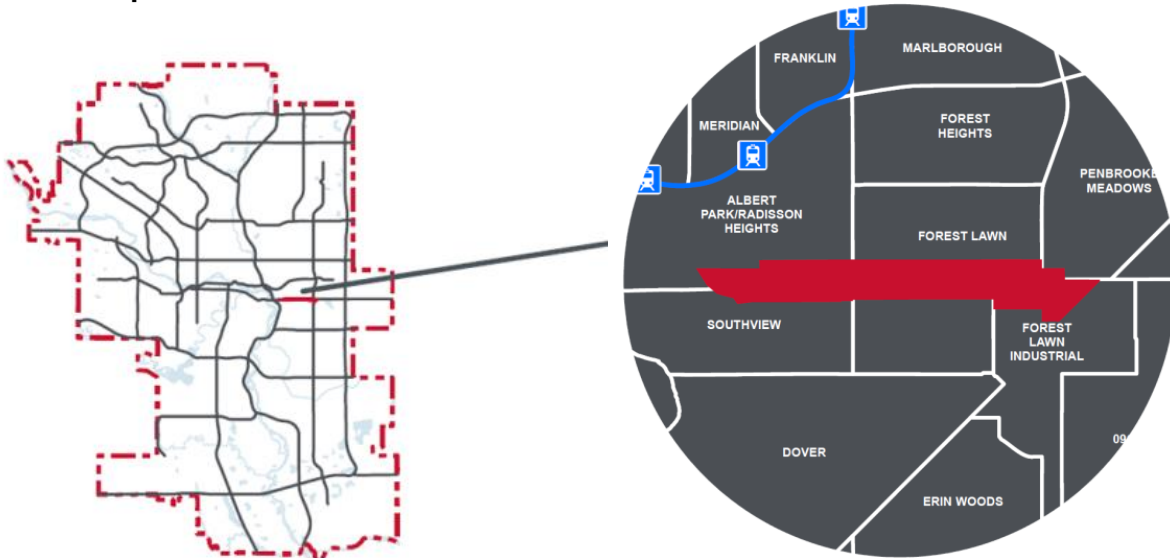 FRANKLIN
MARLBOROUGH
MERIDIAN
FOREST
HEIGHTS
PENBROOKE
MEADOWS
ALBERT
PARK/RADISSON
HEIGHTS
FOREST LAWN
SOUTHVIEW
FOREST
LAWN
INDUSTRIAL
DOVER
09
ERIN WOODS